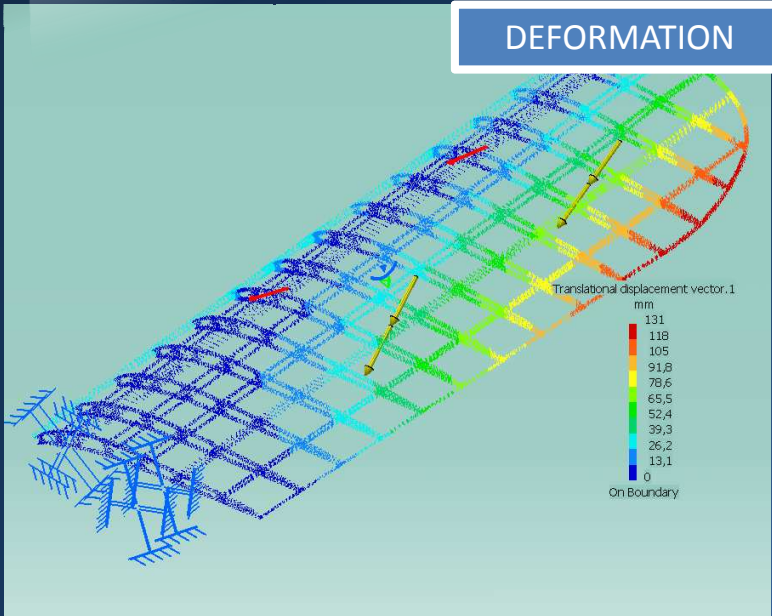 DEFORMATION
Translational displacement vector.1
mm
131
118
105
91,8
78,6
65,5
52,4
39,3
26,2
13,1
0
On Boundary